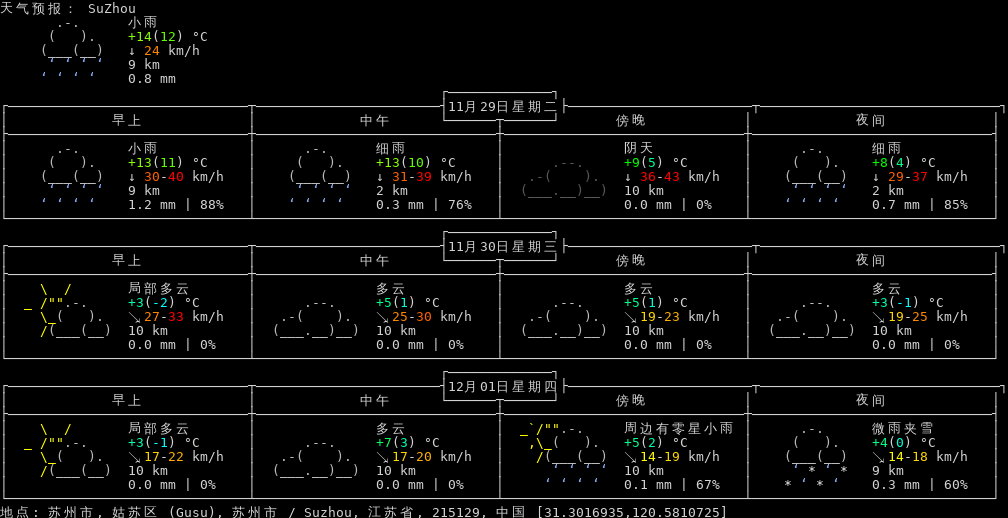 天气预报: SuZhou
小雨
+14(12) °C
↓ 24 km/h
9 km
0.8 mm
11月29日星期二
早上 中午 傍晚 夜间
小雨 细雨 阴天 细雨
+13(11) °C +13(10) °C +9(5) °C +8(4) °C
↓ 30-40 km/h ↓ 31-39 km/h ↓ 36-43 km/h ↓ 29-37 km/h
9 km 2 km 10 km 2 km
1.2 mm | 88% 0.3 mm | 76% 0.0 mm | 0% 0.7 mm | 85%
11月30日星期三
早上 中午 傍晚 夜间
局部多云 多云 多云 多云
+3(-2) °C +5(1) °C +5(1) °C +3(-1) °C
↘ 27-33 km/h ↘ 25-30 km/h ↘ 19-23 km/h ↘ 19-25 km/h
10 km 10 km 10 km 10 km
0.0 mm | 0% 0.0 mm | 0% 0.0 mm | 0% 0.0 mm | 0%
12月01日星期四
早上 中午 傍晚 夜间
局部多云 多云 周边有零星小雨 微雨夹雪
+3(-1) °C +7(3) °C +5(2) °C +4(0) °C
↘ 17-22 km/h ↘ 17-20 km/h ↘ 14-19 km/h ↘ 14-18 km/h
10 km 10 km 10 km 9 km
0.0 mm | 0% 0.0 mm | 0% 0.1 mm | 67% 0.3 mm | 60%
地点: 苏州市, 姑苏区 (Gusu), 苏州市 / Suzhou, 江苏省, 215129, 中国 [31.3016935,120.5810725]